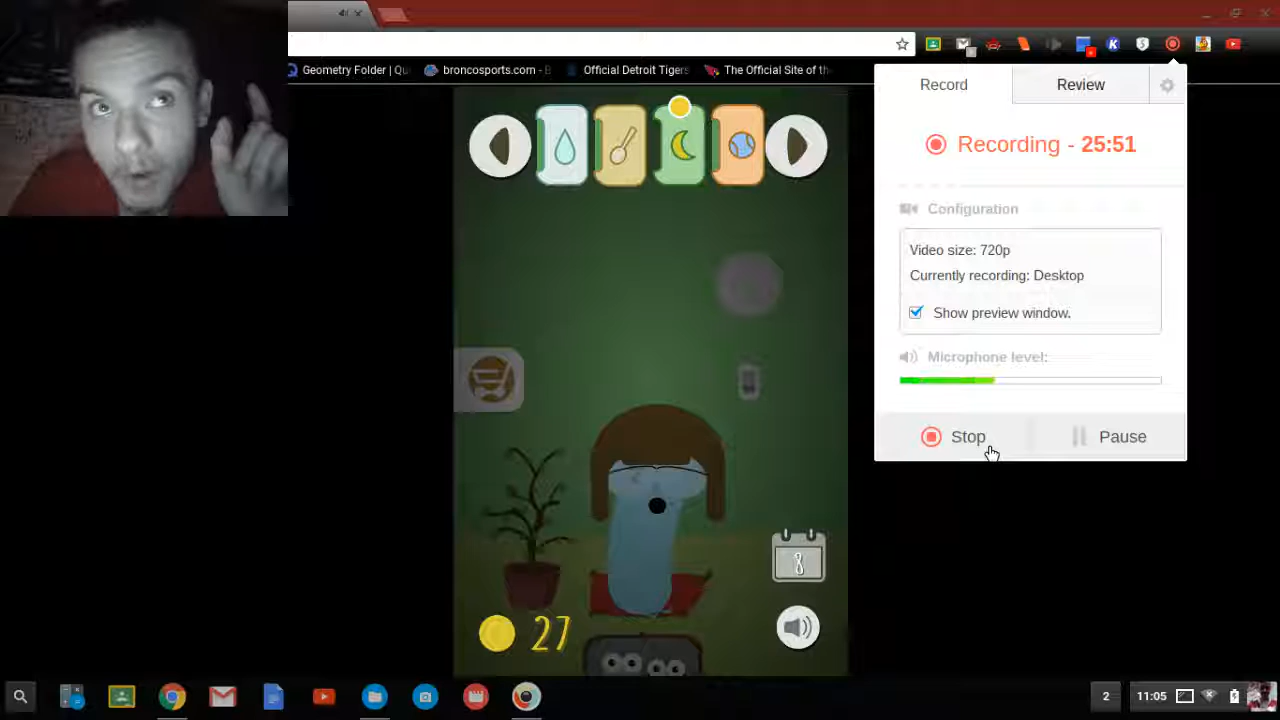 Geometry Folder | Qu
broncosports.com - B
Official Detroit Tigers
The Official Site of th
Record
Review
Recording - 25:51
Configuration
Video size: 720p
Currently recording: Desktop
Show preview window.
Microphone level:
Stop
Pause
8
27
2
11:05